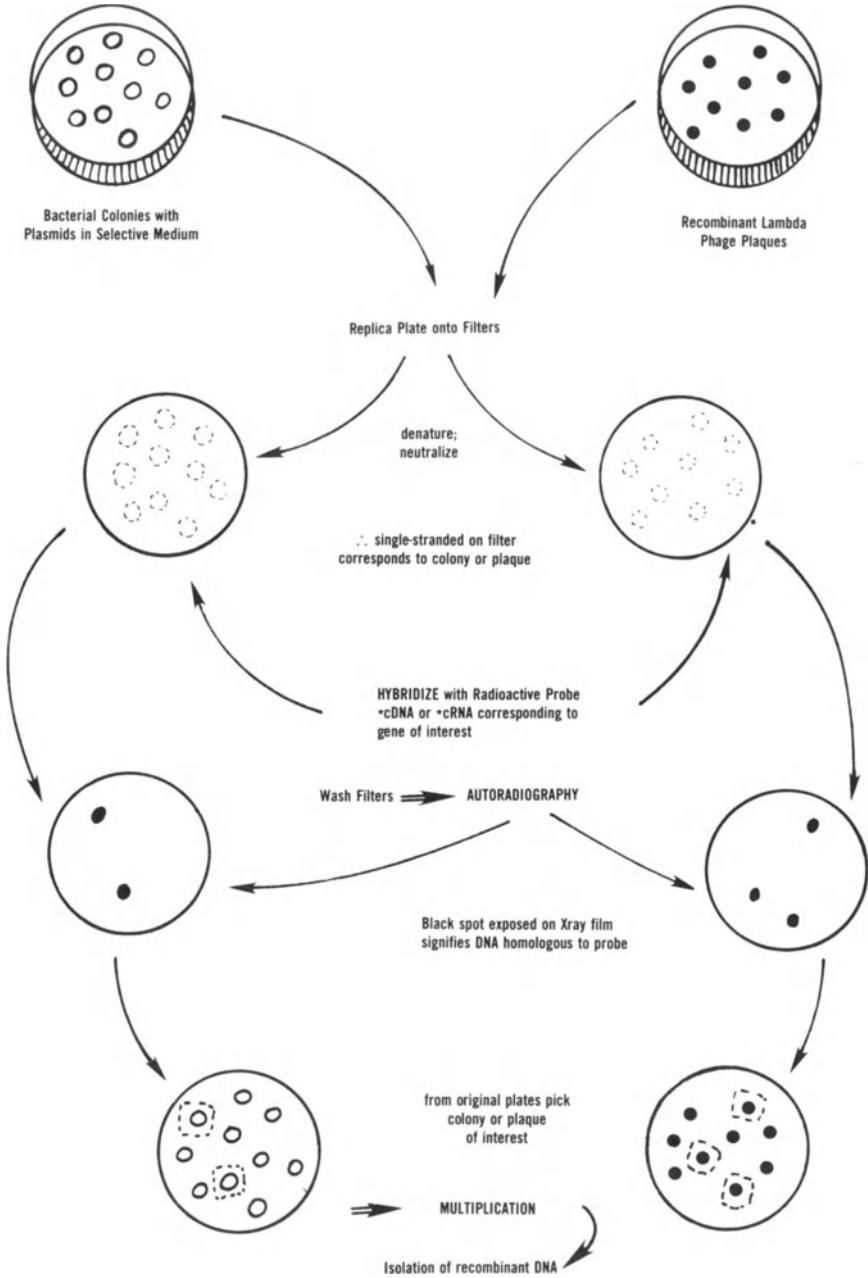 Bacterial Colonies with
Plasmids in Selective Medium
Recombinant Lambda
Phage Plaques
Replica Plate onto Filters
denature;
neutralize
∴ single-stranded on filter
corresponds to colony or plaque
HYBRIDIZE with Radioactive Probe
*cDNA or *cRNA corresponding to
gene of interest
Wash Filters
AUTORADIOGRAPHY
Black spot exposed on Xray film
signifies DNA homologous to probe
from original plates pick
colony or plaque
of interest
MULTIPLICATION
Isolation of recombinant DNA